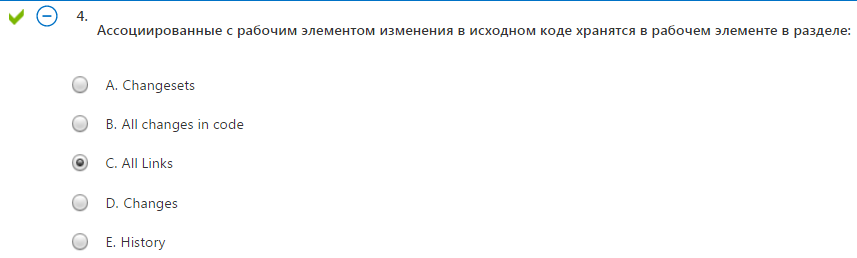 4.
Ассоциированные с рабочим элементом изменения в исходном коде хранятся в рабочем элементе в разделе:
A. Changesets
B. All changes in code
C. All Links
D. Changes
E. History